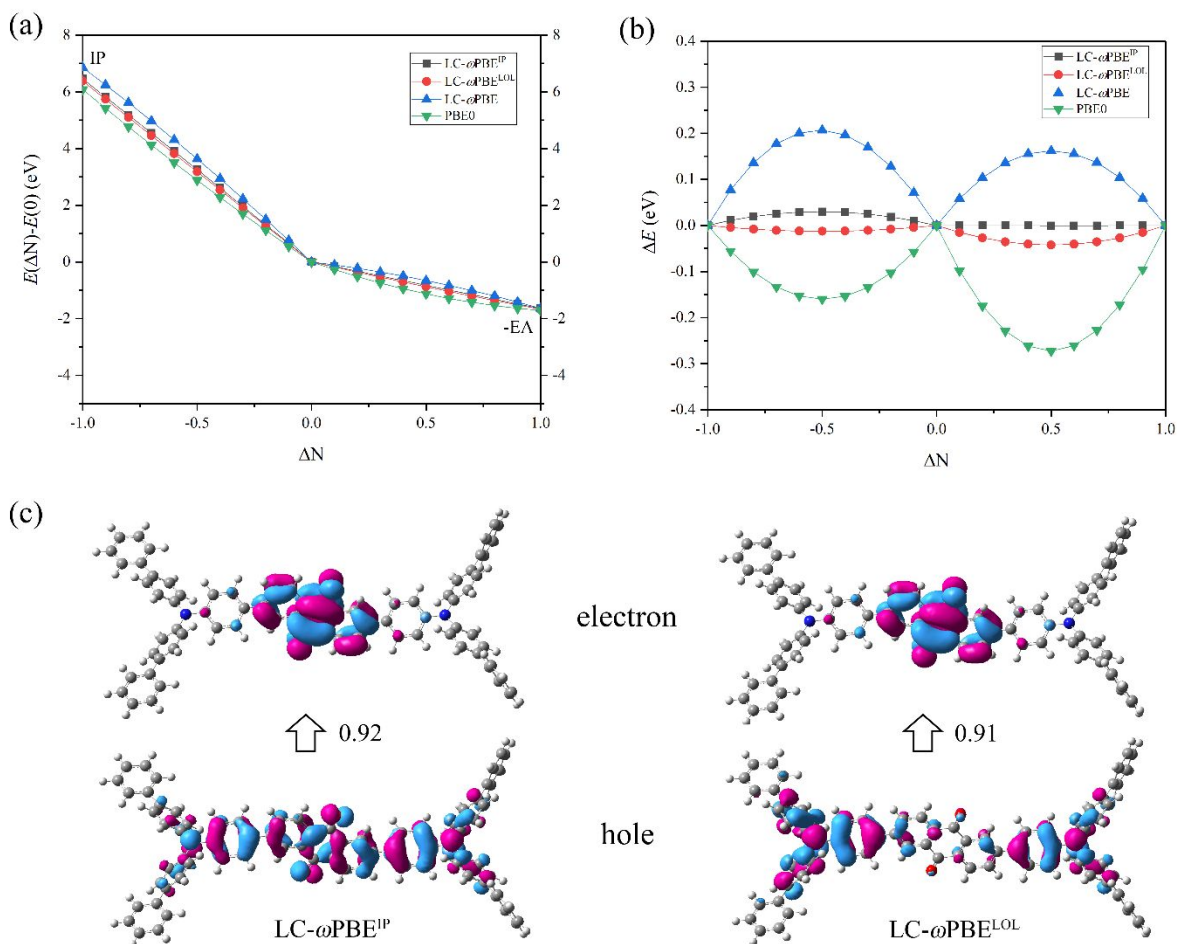 (a)
8
6
4
2
0
-2
-4
8
6
4
2
0
-2
-4
IP
-EA
LC-ωPBE^IP
LC-ωPBE^LOL
LC-ωPBE
PBE0
E(ΔN)-E(0) (eV)
-1.0 -0.5 0.0 0.5 1.0
ΔN
(b)
0.4
0.3
0.2
0.1
0.0
-0.1
-0.2
-0.3
-0.4
LC-ωPBE^IP
LC-ωPBE^LOL
LC-ωPBE
PBE0
ΔE (eV)
-1.0 -0.5 0.0 0.5 1.0
ΔN
(c)
electron
0.92
0.91
hole
LC-ωPBE^IP
LC-ωPBE^LOL